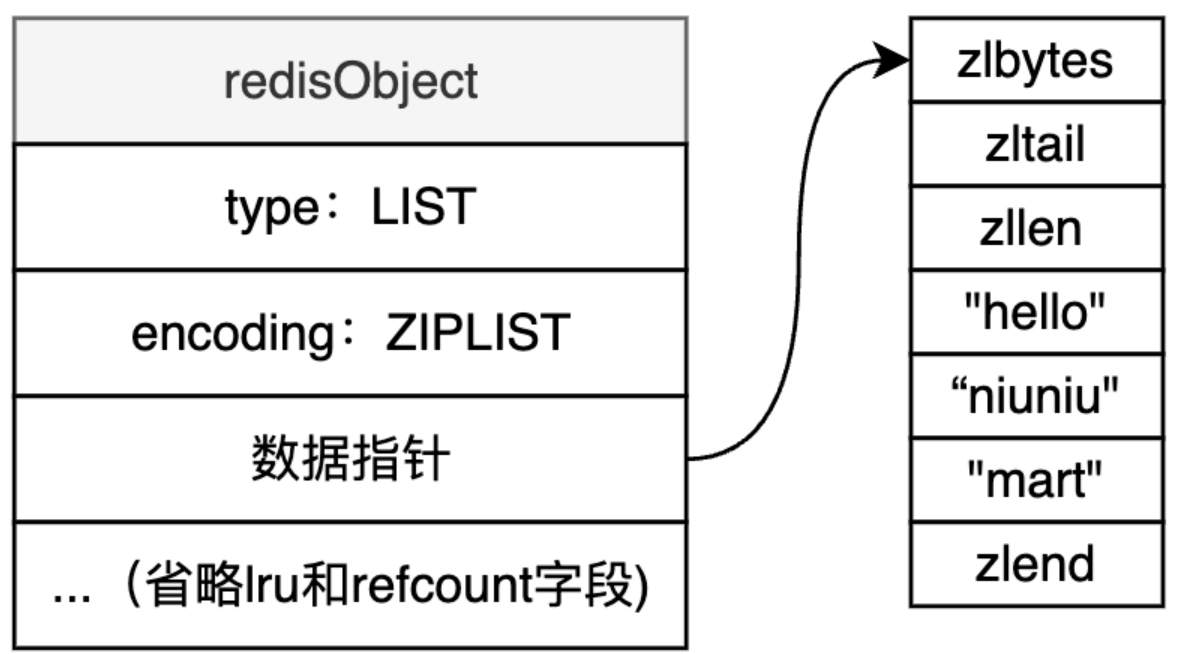 redisObject
type：LIST
encoding：ZIPLIST
数据指针
...（省略lru和refcount字段)
zlbytes
zltail
zllen
"hello"
“niuniu"
"mart"
zlend